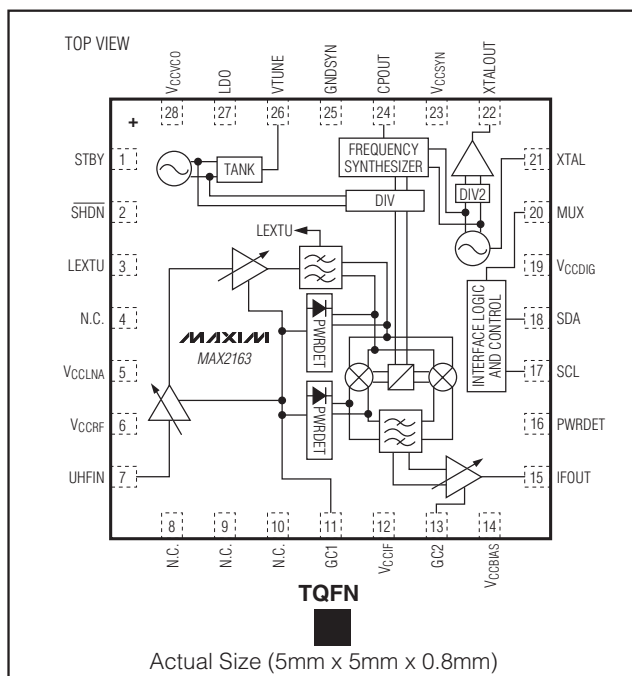 TOP VIEW
VCCVCO
LDO
VTUNE
GNDSYN
CPOUT
VCCSYN
XTALOUT
28
27
26
25
24
23
22
+
STBY 1
SHDN 2
LEXTU 3
N.C. 4
VCCLNA 5
VCCRF 6
UHFIN 7
TANK
FREQUENCY
SYNTHESIZER
DIV
DIV2
LEXTU
MAXIM
MAX2163
PWRDET
PWRDET
INTERFACE LOGIC
AND CONTROL
21 XTAL
20 MUX
19 VCCDIG
18 SDA
17 SCL
16 PWRDET
15 IFOUT
8
9
10
11
12
13
14
N.C.
N.C.
N.C.
GC1
VCCIF
GC2
VCCBIAS
TQFN
Actual Size (5mm x 5mm x 0.8mm)